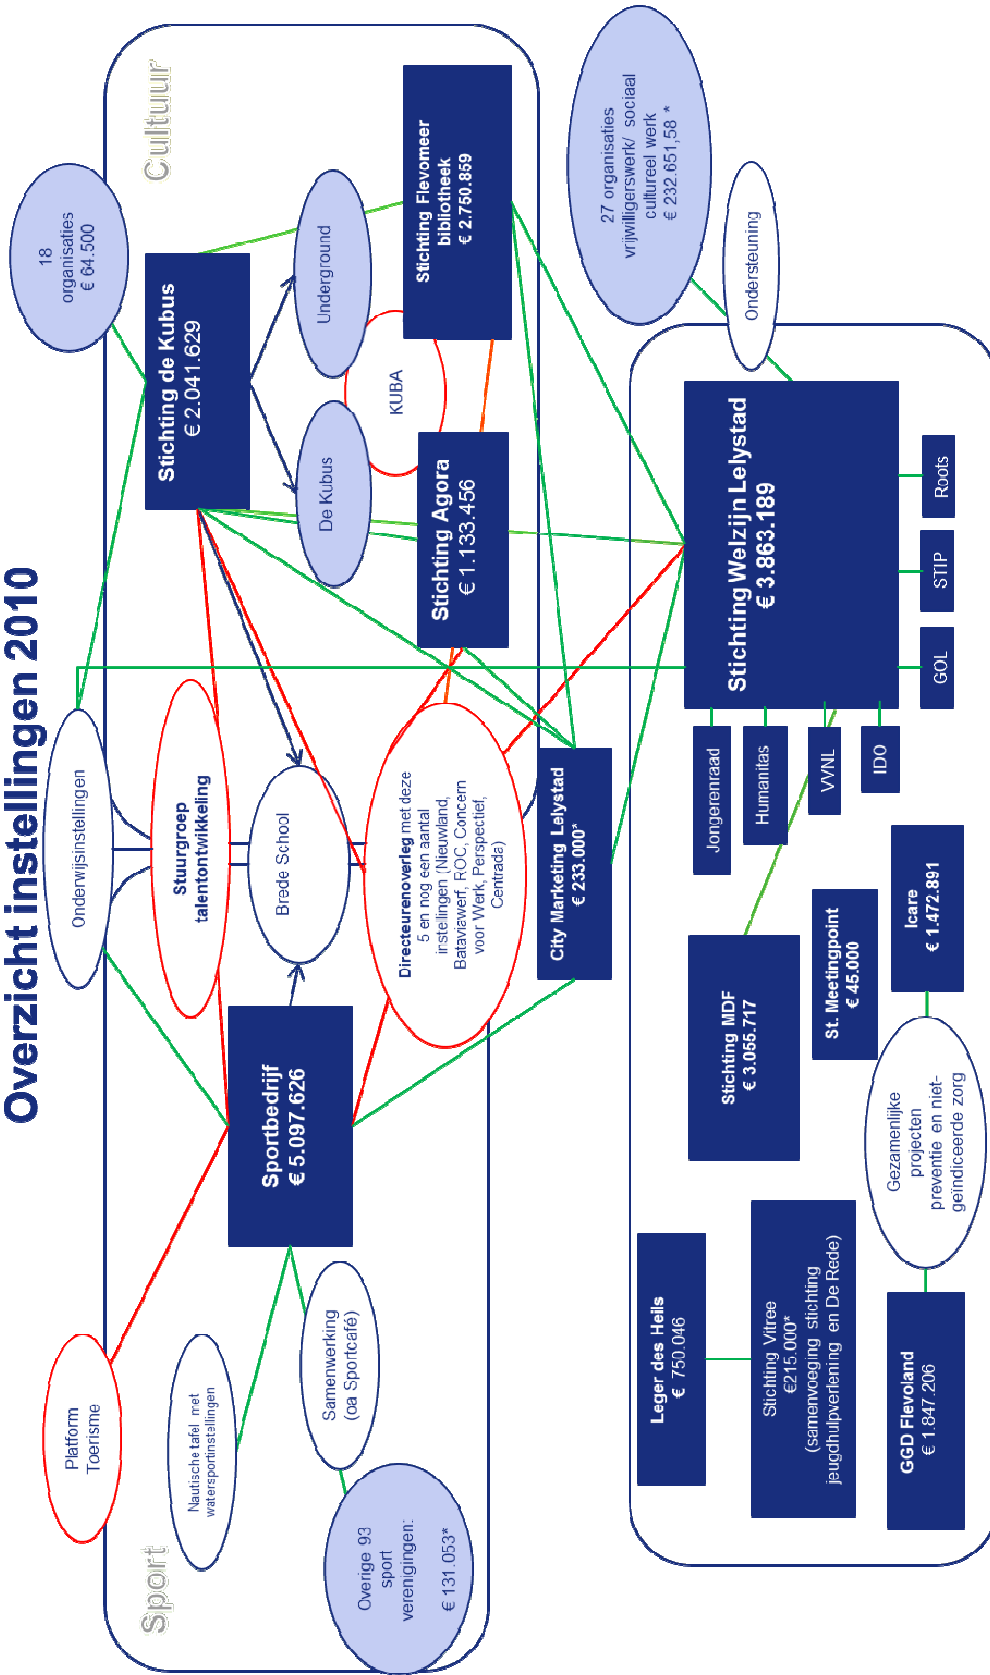 Overzicht instellingen 2010
Sport
Cultuur
Platform
Toerisme
Onderwijsinstellingen
18
organisaties
€ 64.500
Nautische tafel met
watersportinstellingen
Stuurgroep
talentontwikkeling
Stichting de Kubus
€ 2.041.629
Sportbedrijf
€ 5.097.626
Brede School
De Kubus
Underground
Samenwerking
(oa Sportcafé)
KUBA
Overige 93
sport
verenigingen:
€ 131.053*
Directeurenoverleg met deze
5 en nog een aantal
instellingen (Nieuwland,
Bataviawerf, ROC, Concern
voor Werk, Perspectief,
Centrada)
Stichting Agora
€ 1.133.456
Stichting Flevomeer
bibliotheek
€ 2.750.859
City Marketing Lelystad
€ 233.000*
27 organisaties
vrijwilligerswerk/ sociaal
cultureel werk
€ 232.651,58 *
Ondersteuning
Leger des Heils
€ 750.046
Stichting MDF
€ 3.055.717
Jongerenraad
Humanitas
VVNL
IDO
Stichting Welzijn Lelystad
€ 3.863.189
Stichting Vitree
€215.000*
(samenvoeging stichting
jeugdhulpverlening en De Rede)
St. Meetingpoint
€ 45.000
GGD Flevoland
€ 1.847.206
Gezamenlijke
projecten
preventie en niet-
geïndiceerde zorg
Icare
€ 1.472.891
GOL
STIP
Roots